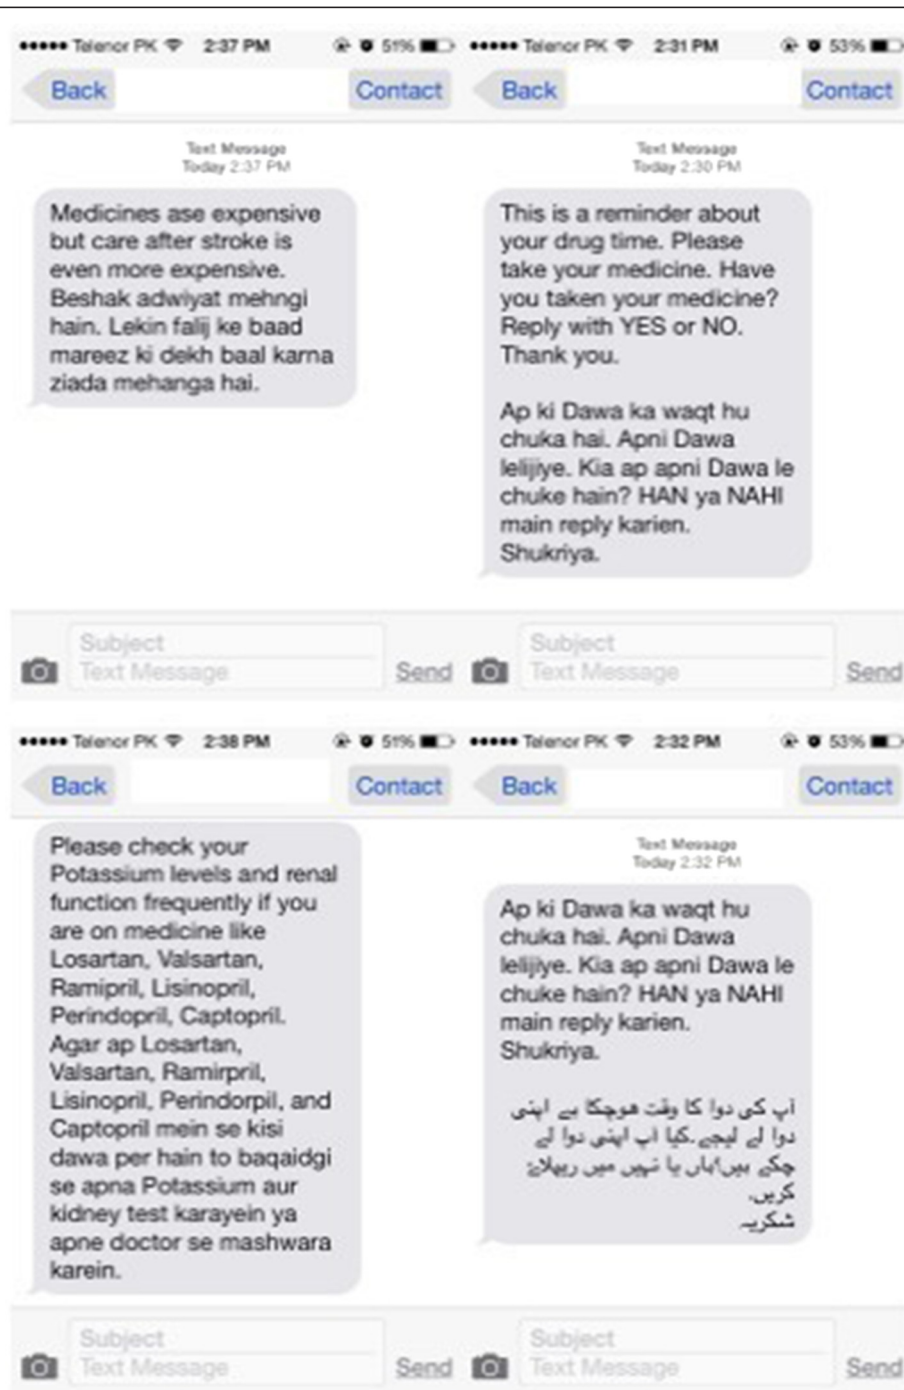 Telenor PK 2:37 PM 51%
Back Contact
Text Message
Today 2:37 PM
Medicines ase expensive
but care after stroke is
even more expensive.
Beshak adwiyat mehngi
hain. Lekin falij ke baad
mareez ki dekh baal karna
ziada mehanga hai.
Subject
Text Message Send
Telenor PK 2:31 PM 53%
Back Contact
Text Message
Today 2:30 PM
This is a reminder about
your drug time. Please
take your medicine. Have
you taken your medicine?
Reply with YES or NO.
Thank you.
Ap ki Dawa ka waqt hu
chuka hai. Apni Dawa
lelijiye. Kia ap apni Dawa le
chuke hain? HAN ya NAHI
main reply karien.
Shukriya.
Subject
Text Message Send
Telenor PK 2:38 PM 51%
Back Contact
Please check your
Potassium levels and renal
function frequently if you
are on medicine like
Losartan, Valsartan,
Ramipril, Lisinopril,
Perindopril, Captopril.
Agar ap Losartan,
Valsartan, Ramirpril,
Lisinopril, Perindorpil, and
Captopril mein se kisi
dawa per hain to baqaidgi
se apna Potassium aur
kidney test karayein ya
apne doctor se mashwara
karein.
Subject
Text Message Send
Telenor PK 2:32 PM 53%
Back Contact
Text Message
Today 2:32 PM
Ap ki Dawa ka waqt hu
chuka hai. Apni Dawa
lelijiye. Kia ap apni Dawa le
chuke hain? HAN ya NAHI
main reply karien.
Shukriya.
آپ کی دوا کا وقت هوچکا ہے اپنی
دوا لے لیجے.کیا آپ اپنی دوا لے
چکے ہیں؟ہاں یا نہیں میں ریپلاۓ
کریں.
شکریہ
Subject
Text Message Send